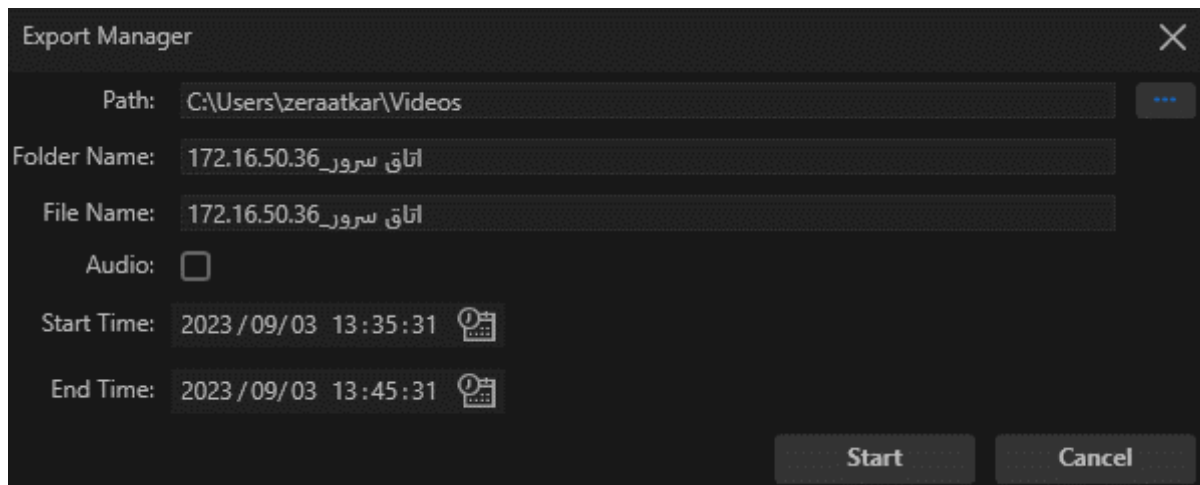 Export Manager
Path: C:\Users\zeraatkar\Videos ...
Folder Name: 172.16.50.36_اتاق سرور
File Name: 172.16.50.36_اتاق سرور
Audio:
Start Time: 2023/09/03 13:35:31
End Time: 2023/09/03 13:45:31
Start Cancel